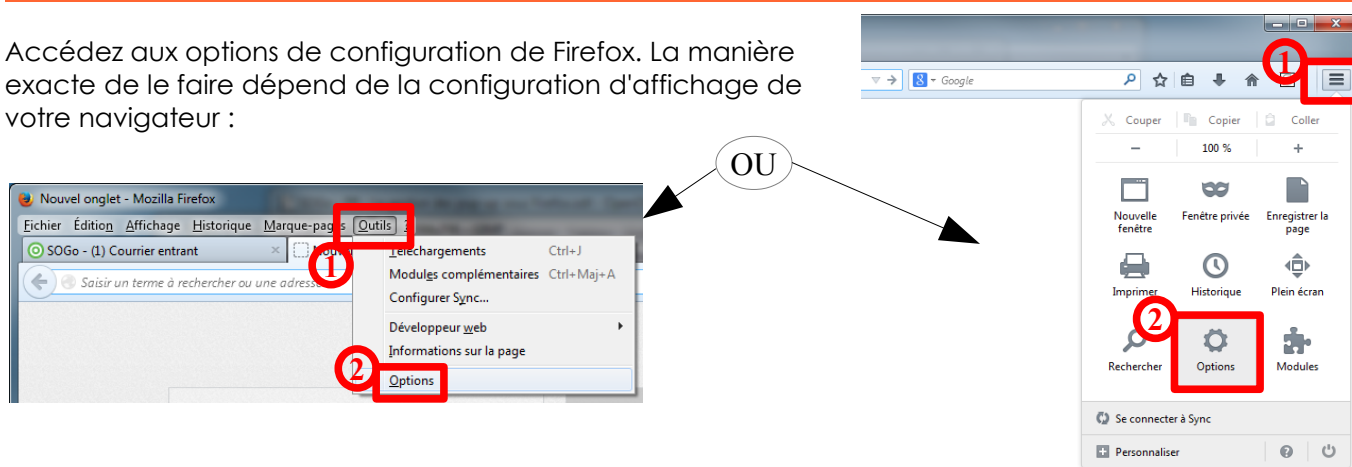 Accédez aux options de configuration de Firefox. La manière
exacte de le faire dépend de la configuration d'affichage de
votre navigateur :
OU
Nouvel onglet - Mozilla Firefox
Fichier Édition Affichage Historique Marque-pages Outils ?
SOGo - (1) Courrier entrant
1
Saisir un terme à rechercher ou une adresse
Téléchargements Ctrl+J
Modules complémentaires Ctrl+Maj+A
Configurer Sync...
Développeur web
Informations sur la page
2
Options
1
8 Google
Couper Copier Coller
− 100 % +
Nouvelle fenêtre
Fenêtre privée
Enregistrer la page
Imprimer Historique Plein écran
2
Rechercher Options Modules
Se connecter à Sync
Personnaliser